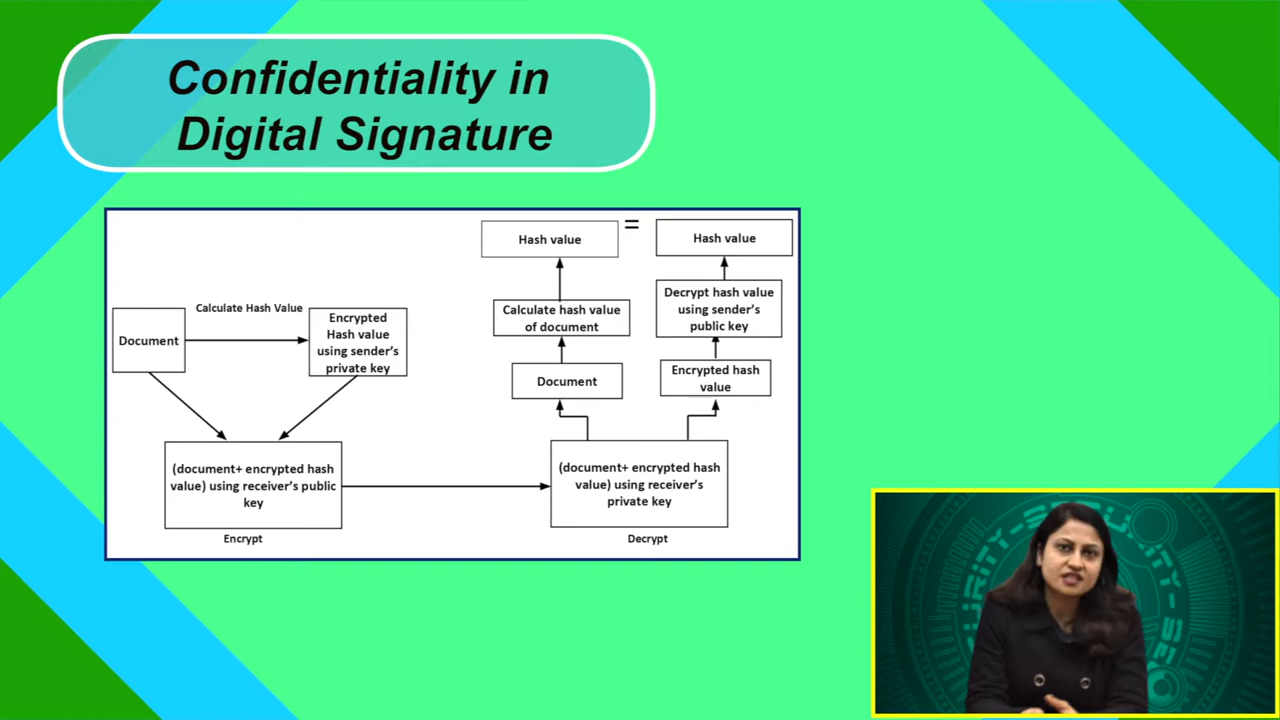 Confidentiality in
Digital Signature
Hash value
=
Hash value
Calculate Hash Value
Document
Encrypted
Hash value
using sender's
private key
Calculate hash value
of document
Decrypt hash value
using sender's
public key
Document
Encrypted hash
value
(document+ encrypted hash
value) using receiver's public
key
Encrypt
(document+ encrypted hash
value) using receiver's
private key
Decrypt